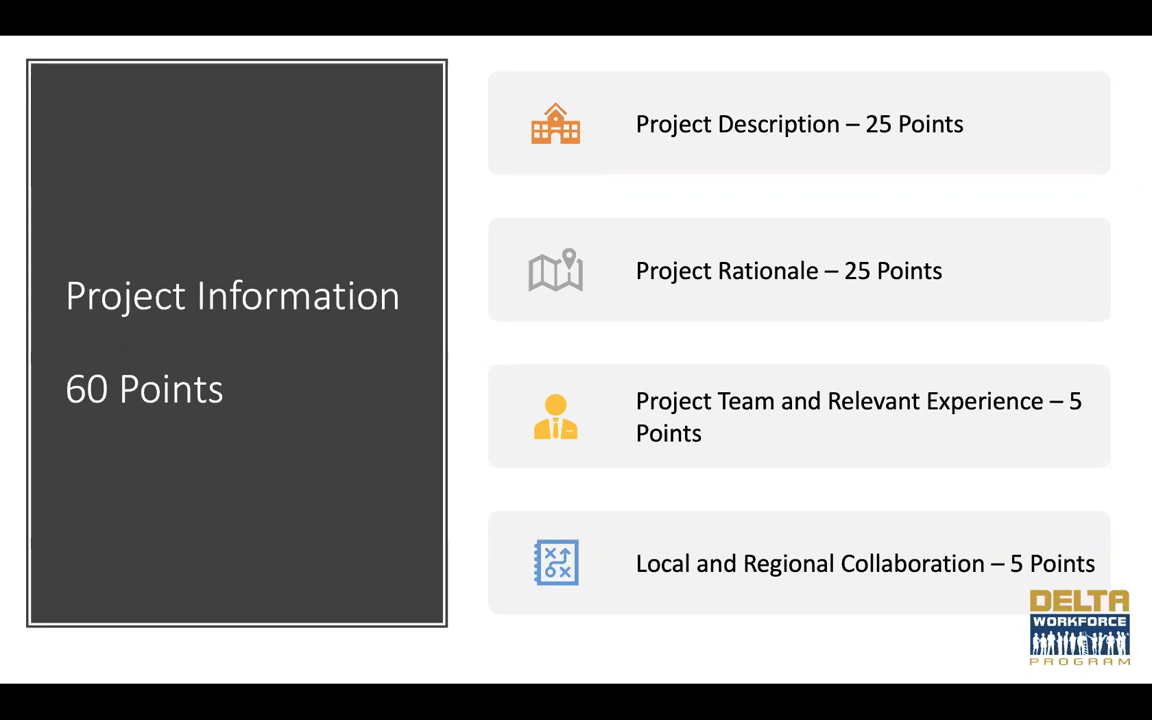 Project Information
60 Points
Project Description – 25 Points
Project Rationale – 25 Points
Project Team and Relevant Experience – 5
Points
Local and Regional Collaboration – 5 Points
DELTA
WORKFORCE
PROGRAM